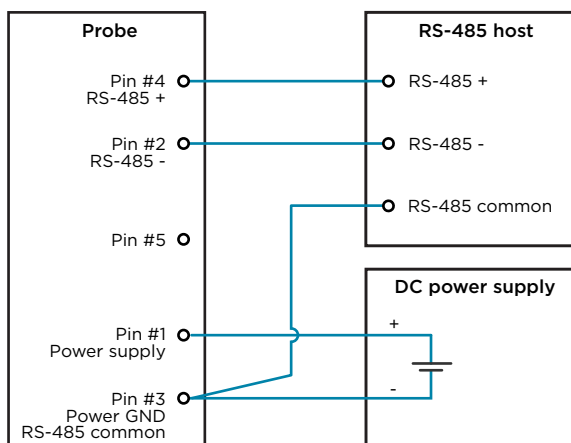 Probe
Pin #4
RS-485 +
Pin #2
RS-485 -
Pin #5
Pin #1
Power supply
Pin #3
Power GND
RS-485 common
RS-485 host
RS-485 +
RS-485 -
RS-485 common
DC power supply
+
-